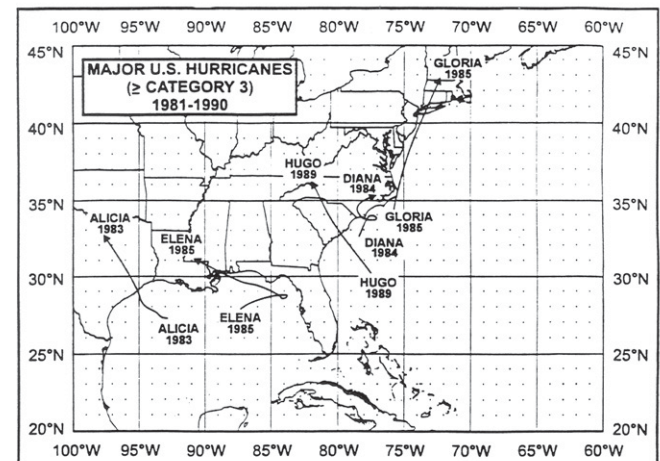 100°W 95°W 90°W 85°W 80°W 75°W 70°W 65°W 60°W
45°N 45°N
MAJOR U.S. HURRICANES
(≥ CATEGORY 3)
1981-1990
GLORIA
1985
40°N 40°N
HUGO
1989
DIANA
1984
35°N 35°N
ALICIA
1983
ELENA
1985
GLORIA
1985
DIANA
1984
30°N 30°N
HUGO
1989
ELENA
1985
ALICIA
1983
25°N 25°N
20°N 20°N
100°W 95°W 90°W 85°W 80°W 75°W 70°W 65°W 60°W